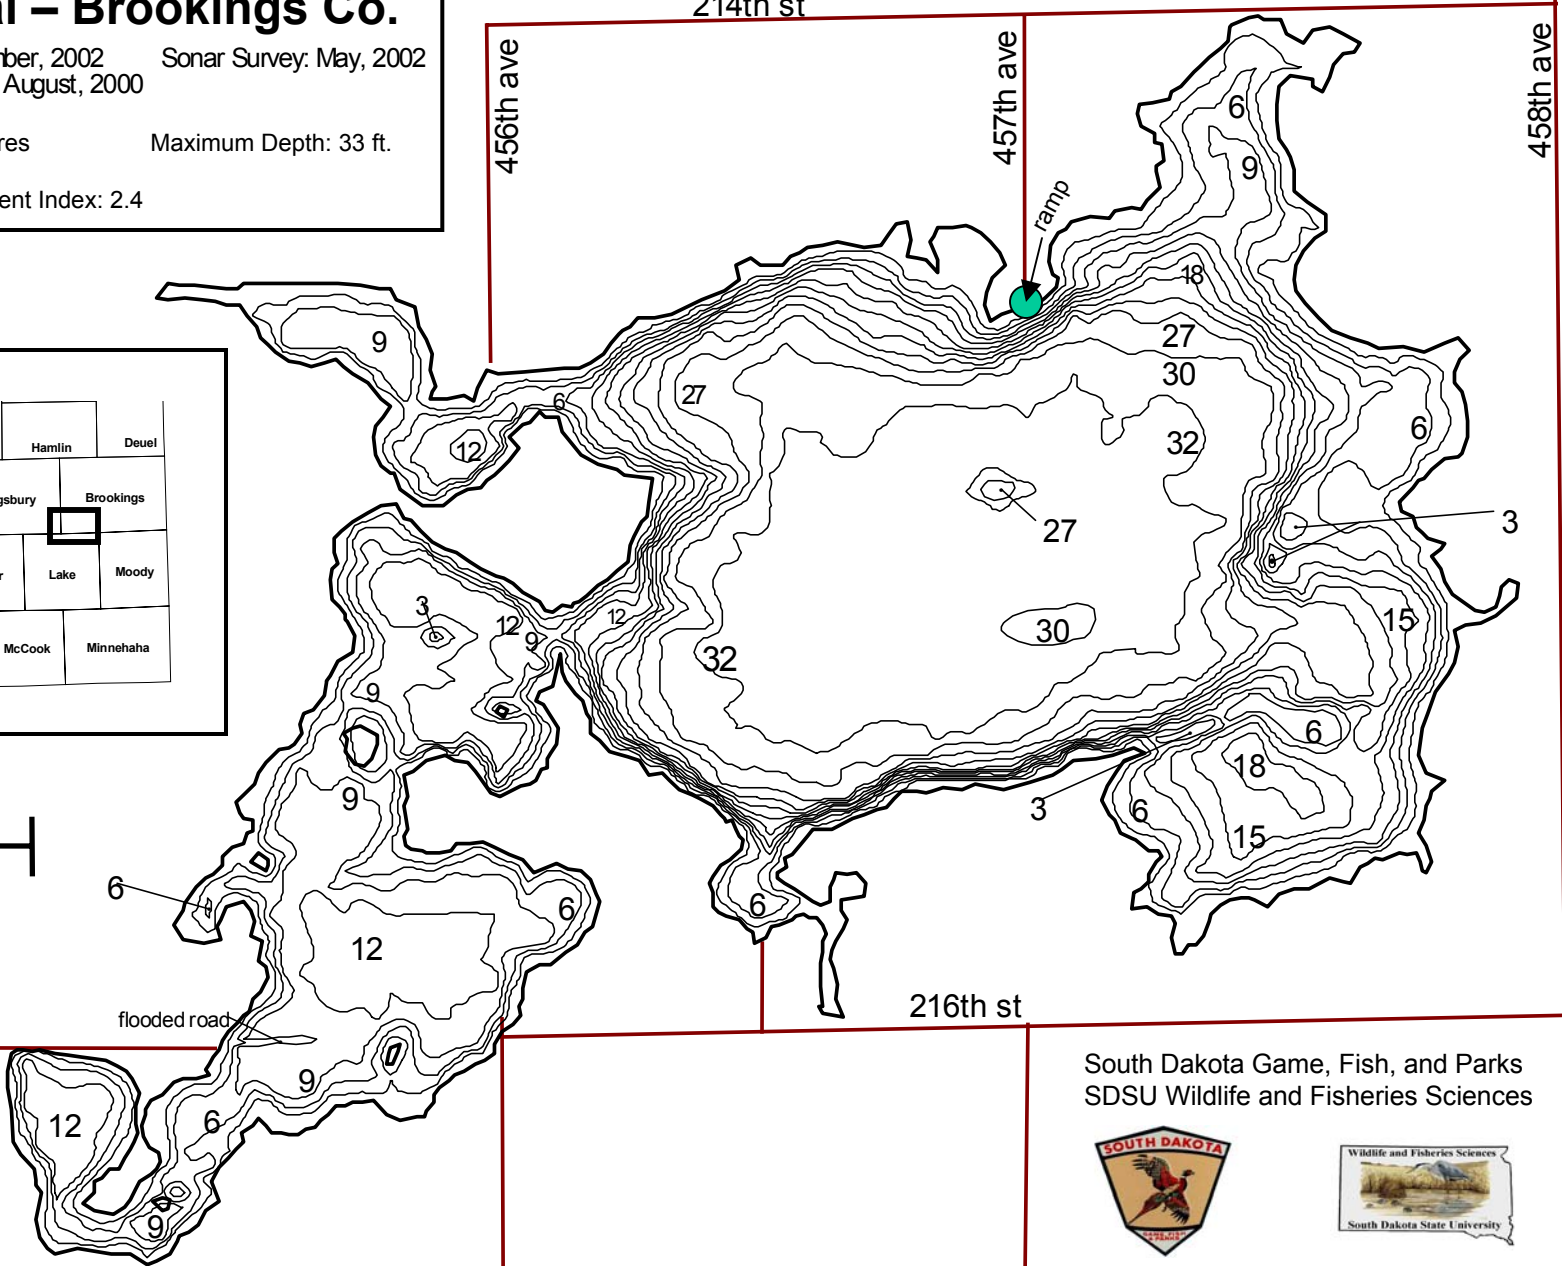 al – Brookings Co.
mber, 2002 Sonar Survey: May, 2002
August, 2000
res Maximum Depth: 33 ft.
ent Index: 2.4
214th st
456th ave
457th ave
458th ave
ramp
6
9
18
27
30
32
9
6
27
12
6
3
27
12
3
12
9
30
15
32
9
6
18
9
3
6
15
6
6
6
12
216th st
flooded road
9
12
6
9
Hamlin
Deuel
gsbury
Brookings
r
Lake
Moody
McCook
Minnehaha
South Dakota Game, Fish, and Parks
SDSU Wildlife and Fisheries Sciences
SOUTH DAKOTA
GAME, FISH
& PARKS
Wildlife and Fisheries Sciences
South Dakota State University